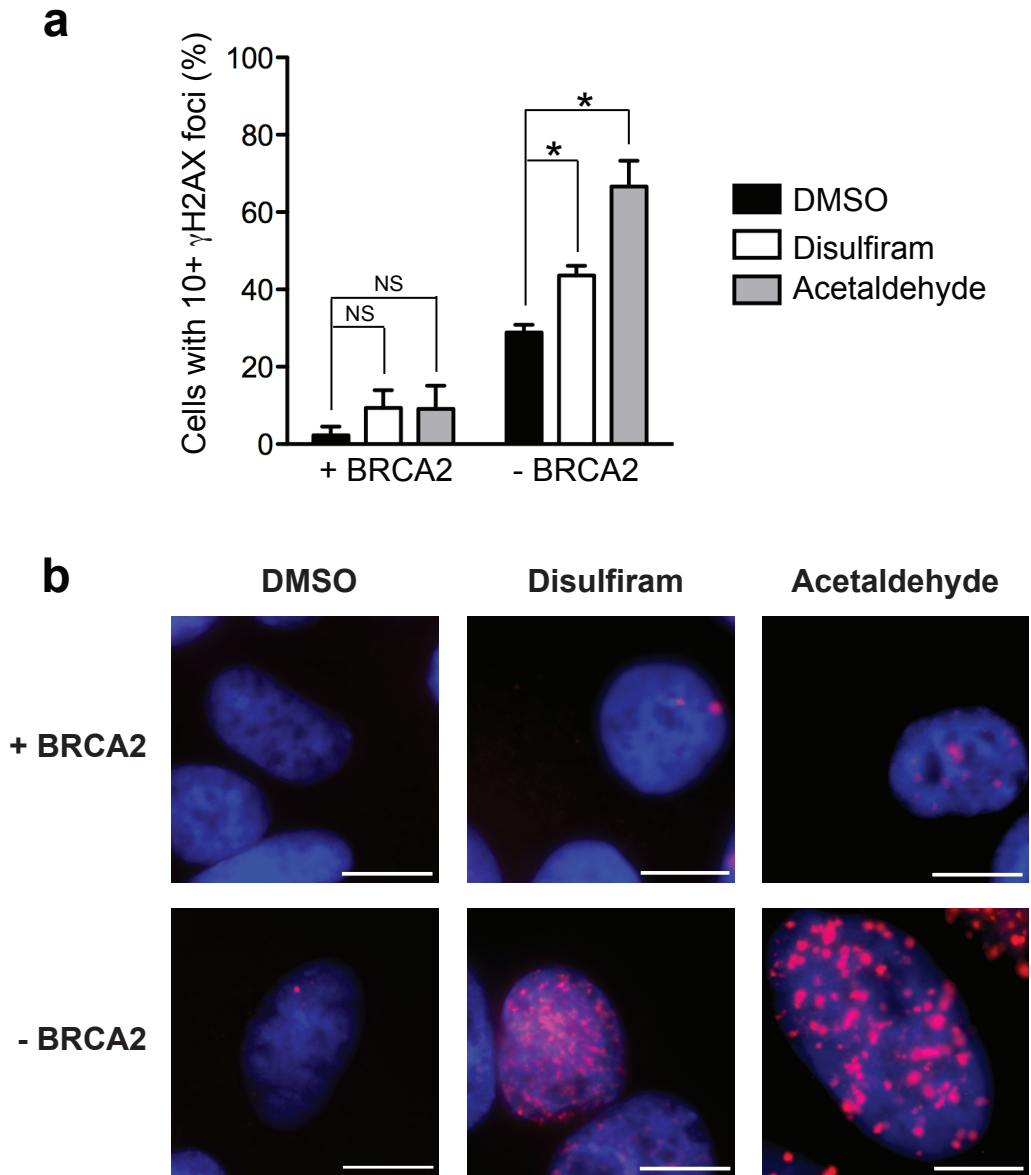 a
Cells with 10+ γH2AX foci (%)
100
80
60
40
20
0
NS
NS
*
*
+ BRCA2
- BRCA2
DMSO
Disulfiram
Acetaldehyde
b
DMSO
Disulfiram
Acetaldehyde
+ BRCA2
- BRCA2